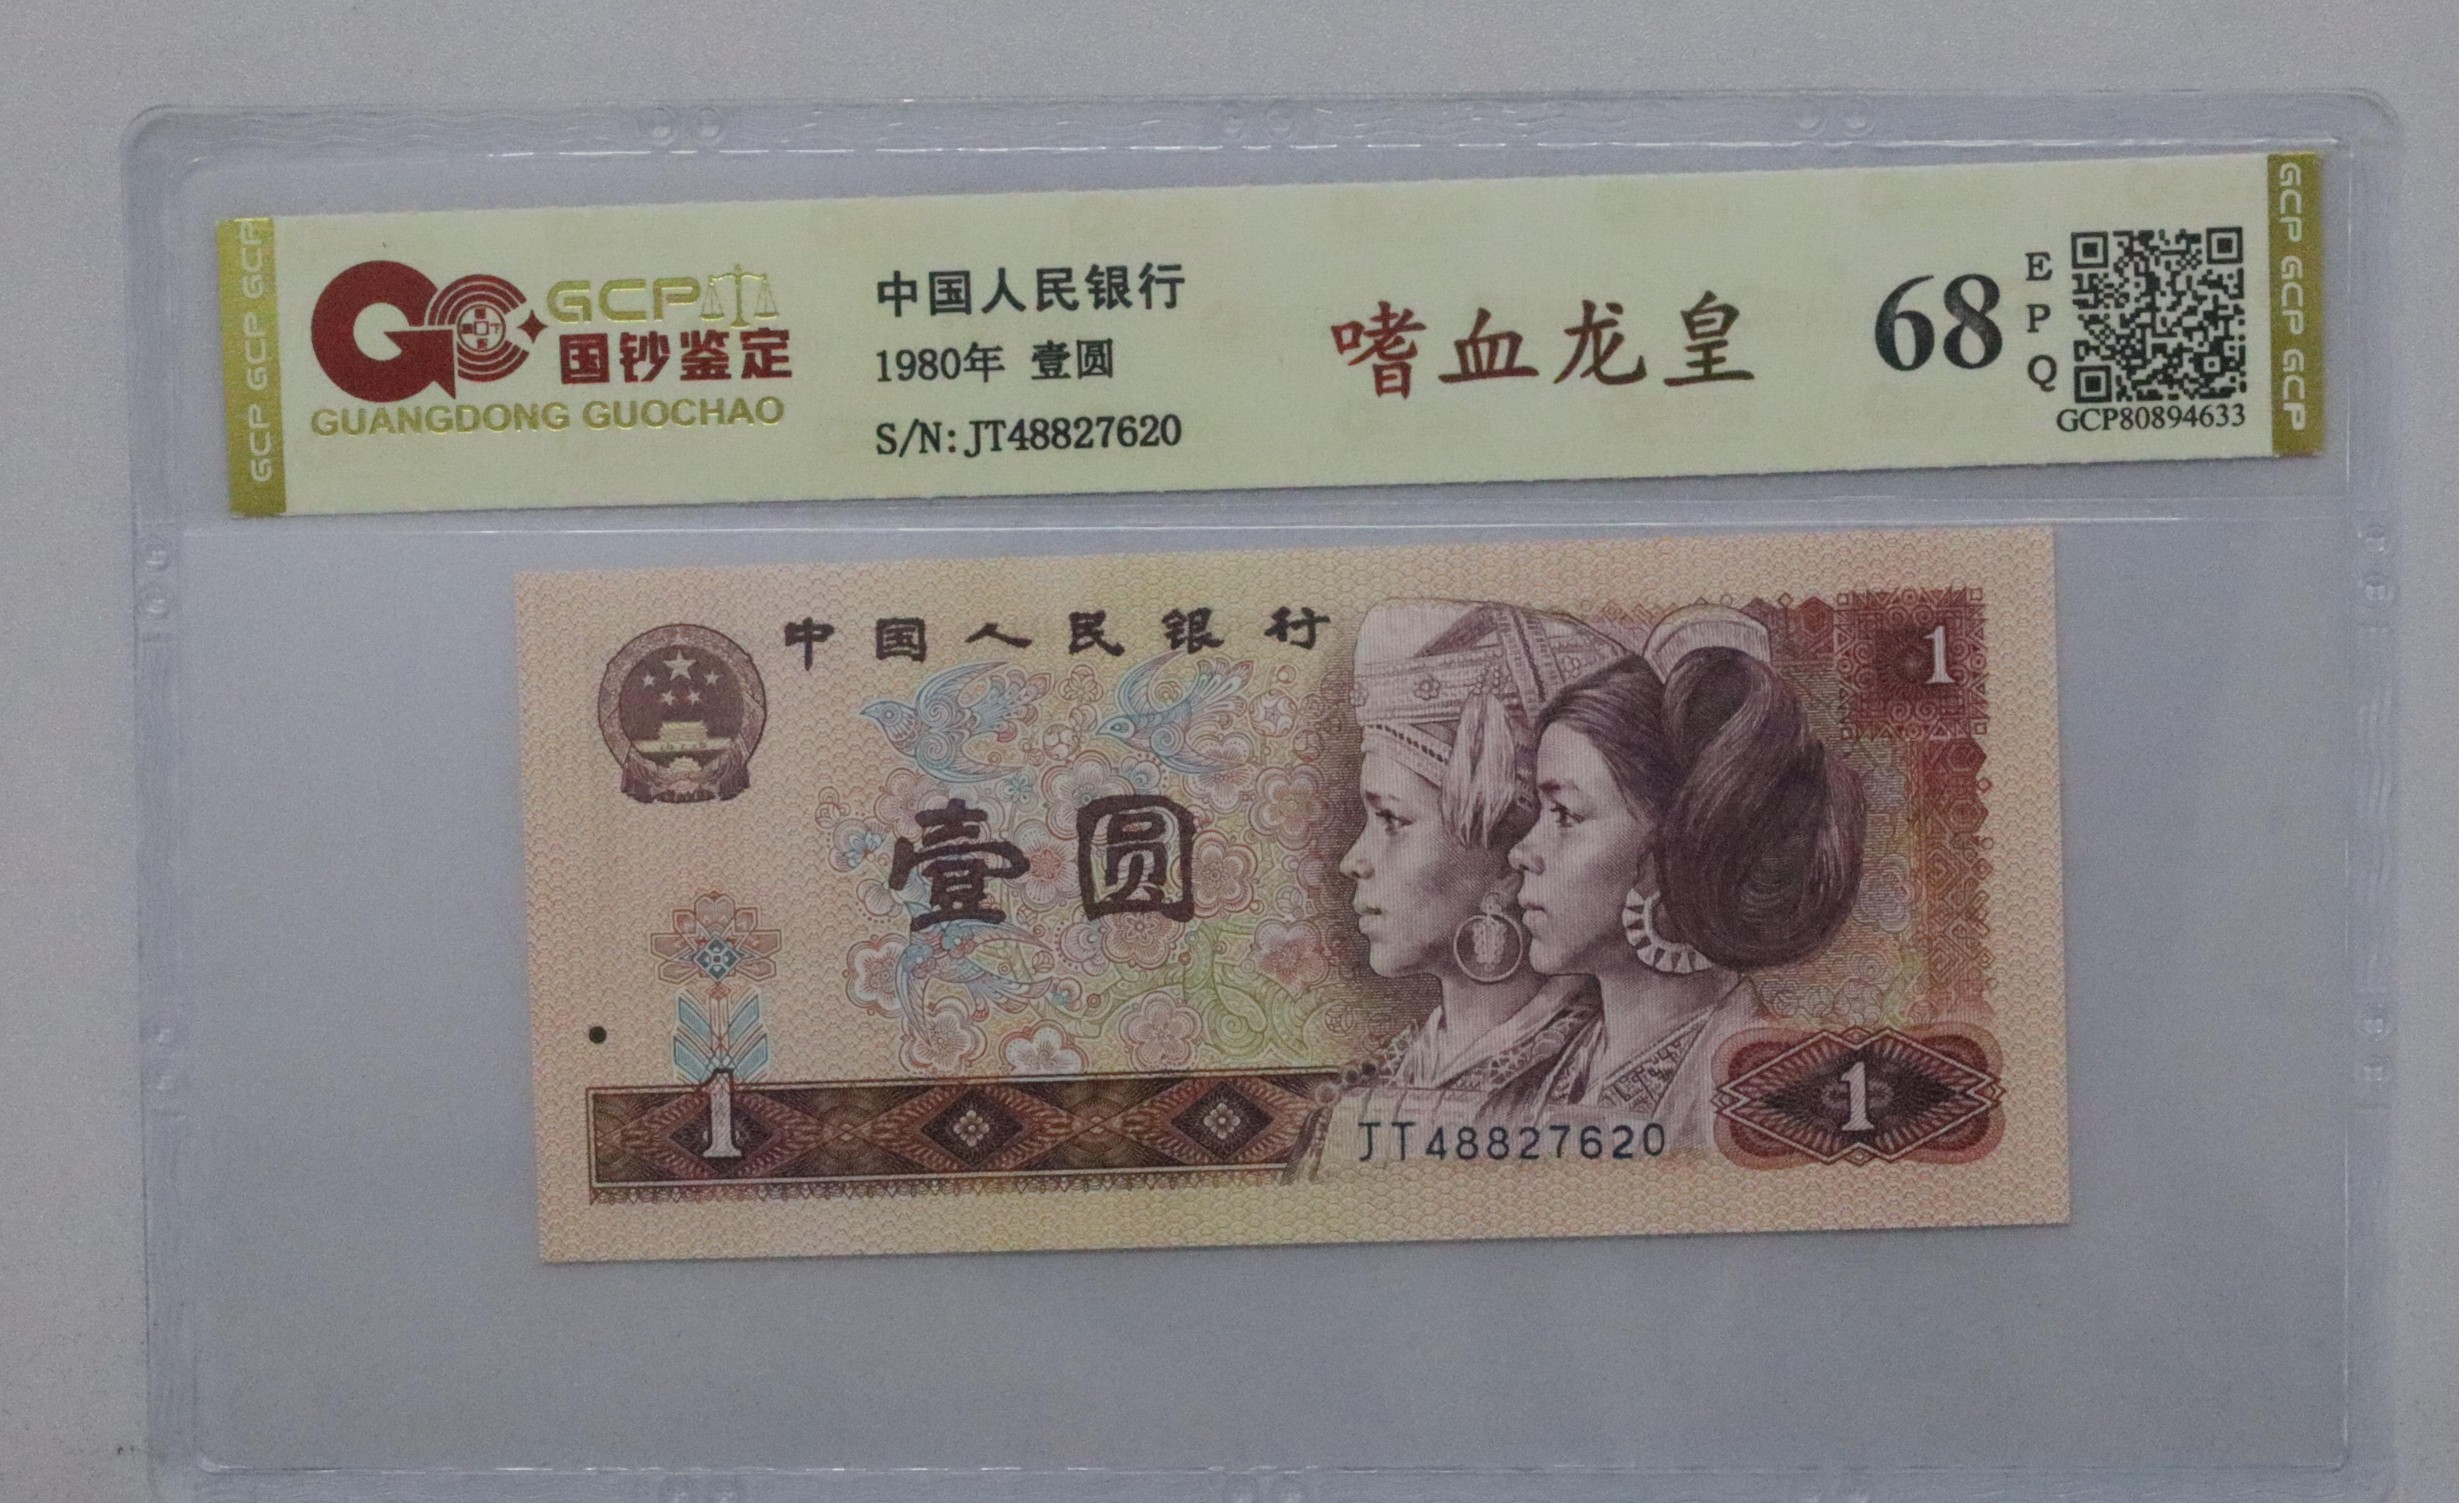 GCP GCP GCP
GCP
国钞鉴定
GUANGDONG GUOCHAO
中国人民银行
1980年 壹圆
S/N:JT48827620
嗜血龙皇
68
E
P
Q
GCP80894633
GCP GCP GCP
中国人民银行
1
壹圆
1
JT48827620
1